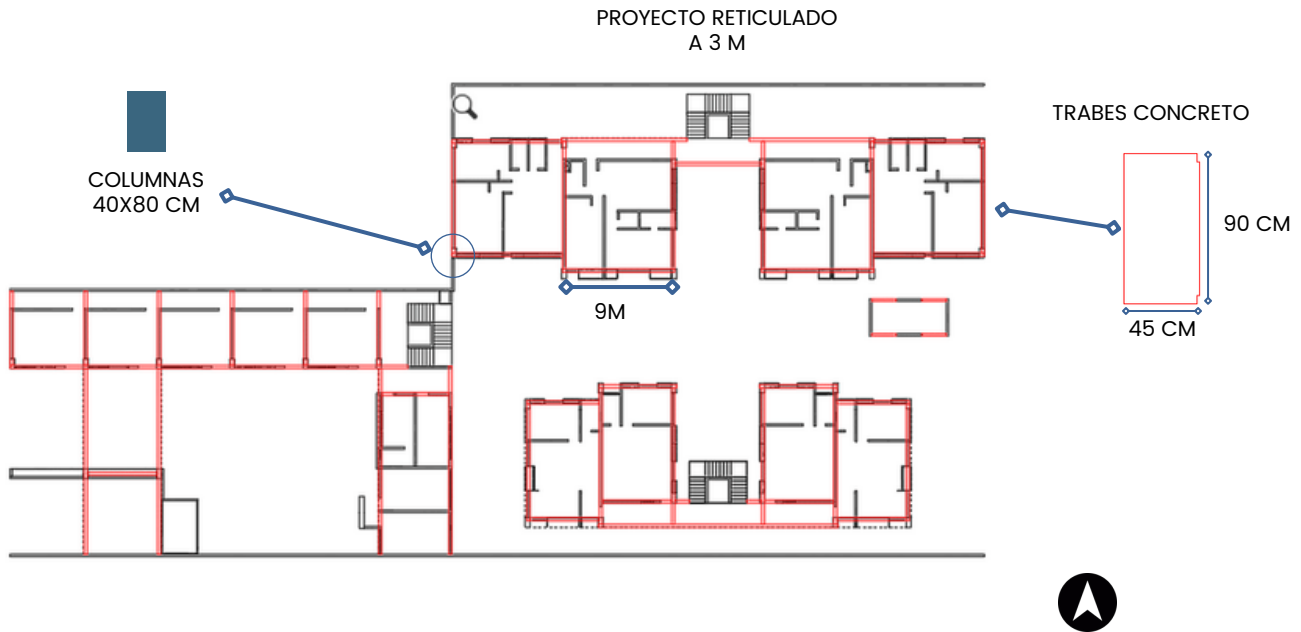 PROYECTO RETICULADO
A 3 M
COLUMNAS
40X80 CM
TRABES CONCRETO
90 CM
45 CM
9M